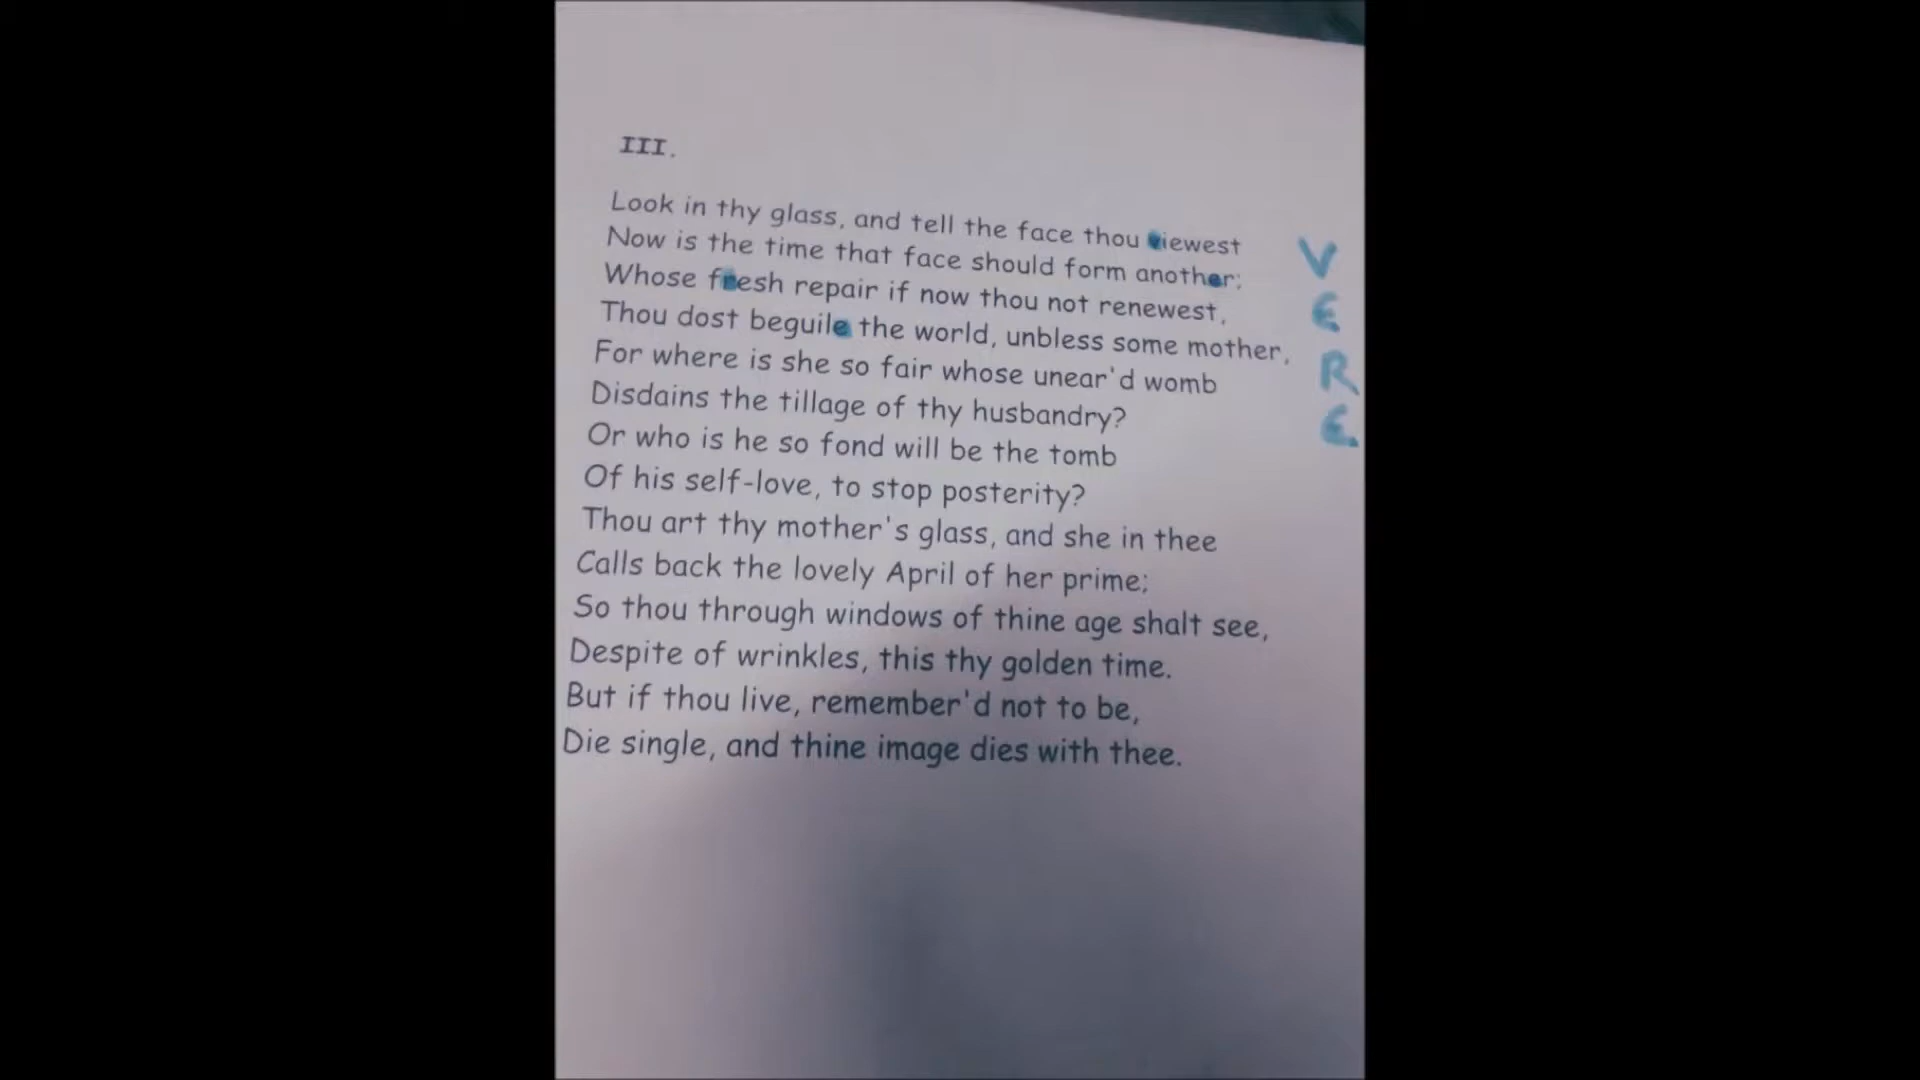 III.
Look in thy glass, and tell the face thou viewest
Now is the time that face should form another;
Whose fresh repair if now thou not renewest,
Thou dost beguile the world, unbless some mother,
For where is she so fair whose unear'd womb
Disdains the tillage of thy husbandry?
Or who is he so fond will be the tomb
Of his self-love, to stop posterity?
Thou art thy mother's glass, and she in thee
Calls back the lovely April of her prime;
So thou through windows of thine age shalt see,
Despite of wrinkles, this thy golden time.
But if thou live, remember'd not to be,
Die single, and thine image dies with thee.
V
E
R
E